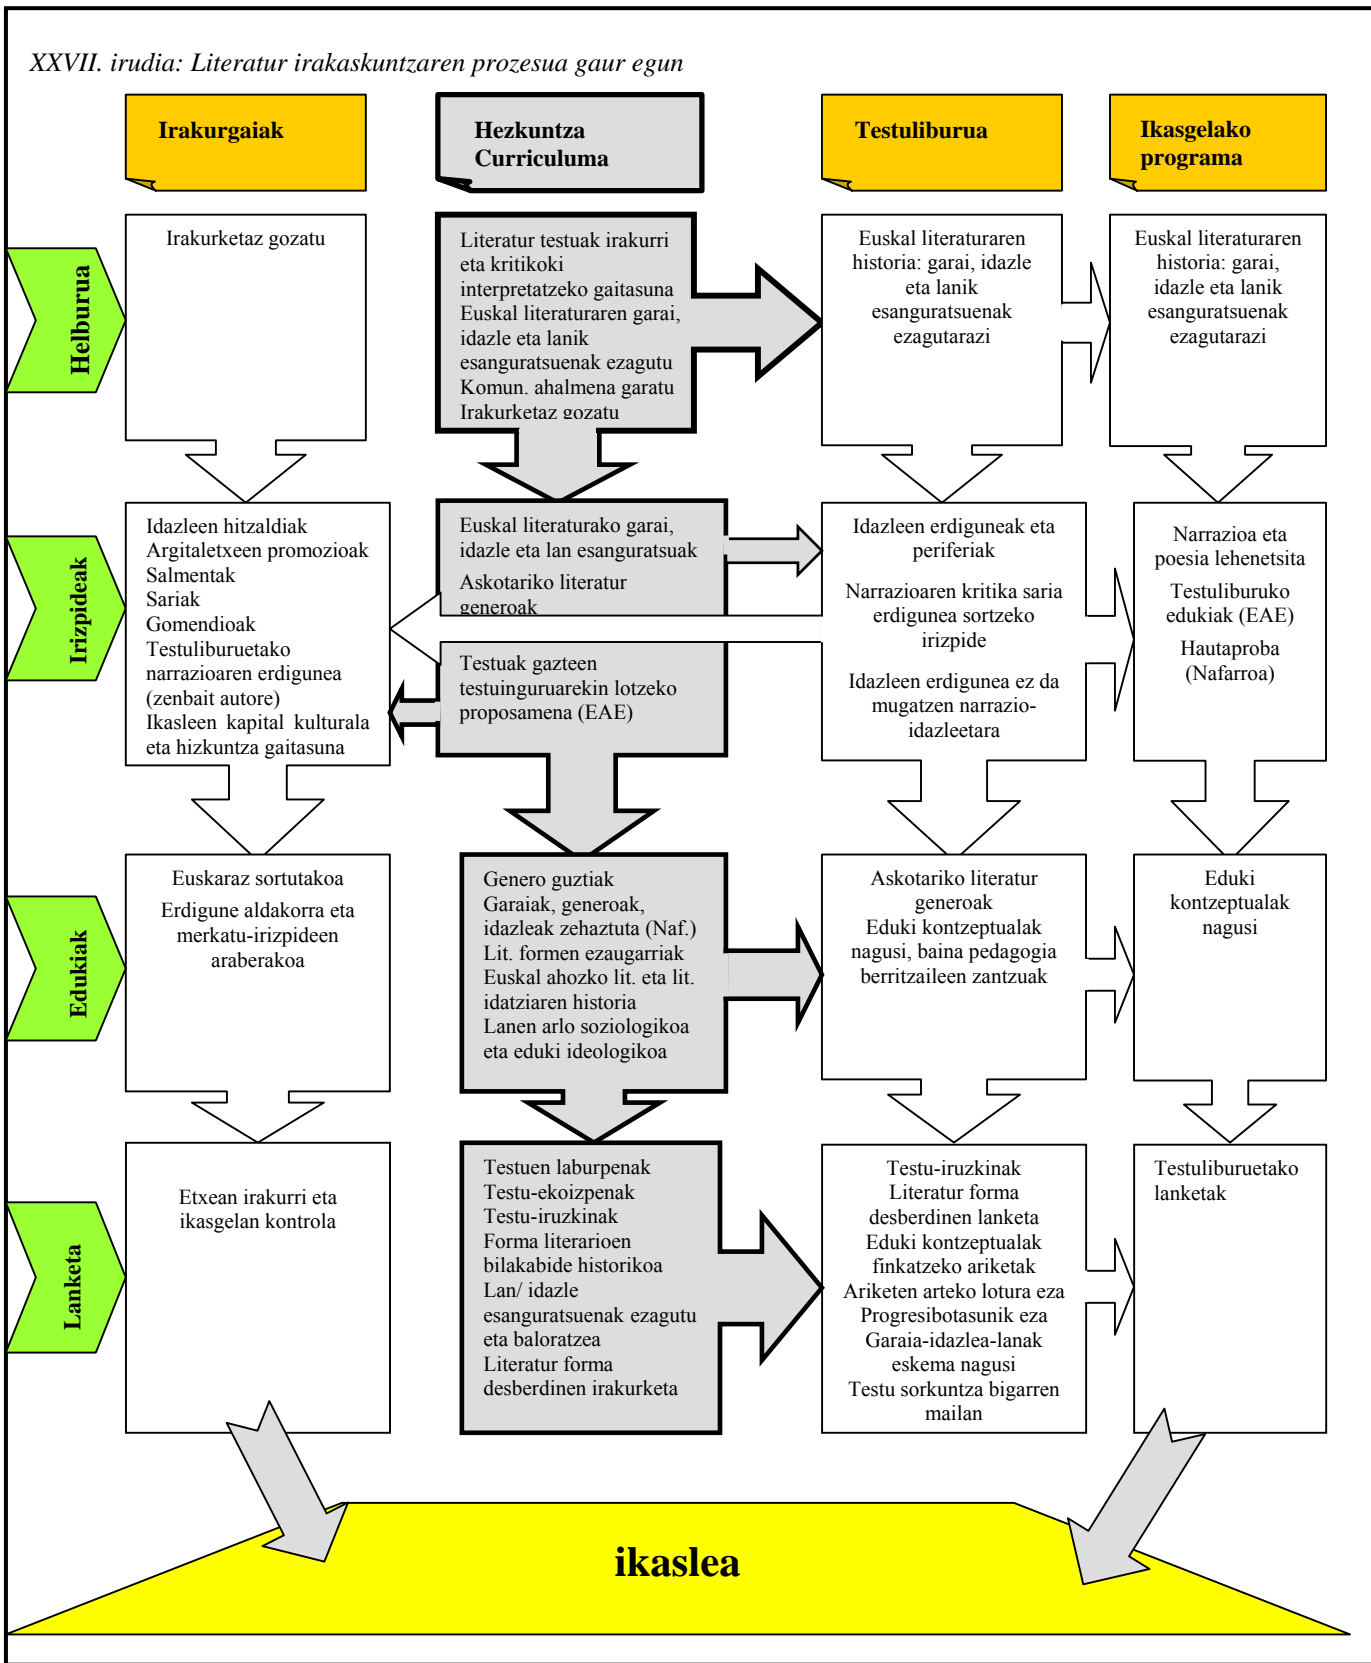 XXVII. irudia: Literatur irakaskuntzaren prozesua gaur egun
Irakurgaiak
Hezkuntza
Curriculuma
Testuliburua
Ikasgelako
programa
Helburua
Irakurketaz gozatu
Literatur testuak irakurri
eta kritikoki
interpretatzeko gaitasuna
Euskal literaturaren garai,
idazle eta lanik
esanguratsuenak ezagutu
Komun. ahalmena garatu
Irakurketaz gozatu
Euskal literaturaren
historia: garai, idazle
eta lanik
esanguratsuenak
ezagutarazi
Euskal literaturaren
historia: garai,
idazle eta lanik
esanguratsuenak
ezagutarazi
Irizpideak
Idazleen hitzaldiak
Argitaletxeen promozioak
Salmentak
Sariak
Gomendioak
Testuliburuetako
narrazioaren erdigunea
(zenbait autore)
Ikasleen kapital kulturala
eta hizkuntza gaitasuna
Euskal literaturako garai,
idazle eta lan esanguratsuak
Askotariko literatur
generoak
Testuak gazteen
testuinguruarekin lotzeko
proposamena (EAE)
Idazleen erdiguneak eta
periferiak
Narrazioaren kritika saria
erdigunea sortzeko
irizpide
Idazleen erdigunea ez da
mugatzen narrazio-
idazleetara
Narrazioa eta
poesia lehenetsita
Testuliburuko
edukiak (EAE)
Hautaproba
(Nafarroa)
Edukiak
Euskaraz sortutakoa
Erdigune aldakorra eta
merkatu-irizpideen
araberakoa
Genero guztiak
Garaiak, generoak,
idazleak zehaztuta (Naf.)
Lit. formen ezaugarriak
Euskal ahozko lit. eta lit.
idatziaren historia
Lanen arlo soziologikoa
eta eduki ideologikoa
Askotariko literatur
generoak
Eduki kontzeptualak
nagusi, baina pedagogia
berritzaileen zantzuak
Eduki
kontzeptualak
nagusi
Lanketa
Etxean irakurri eta
ikasgelan kontrola
Testuen laburpenak
Testu-ekoizpenak
Testu-iruzkinak
Forma literarioen
bilakabide historikoa
Lan/ idazle
esanguratsuenak ezagutu
eta baloratzea
Literatur forma
desberdinen irakurketa
Testu-iruzkinak
Literatur forma
desberdinen lanketa
Eduki kontzeptualak
finkatzeko ariketak
Ariketen arteko lotura eza
Progresibotasunik eza
Garaia-idazlea-lanak
eskema nagusi
Testu sorkuntza bigarren
mailan
Testuliburuetako
lanketak
ikaslea